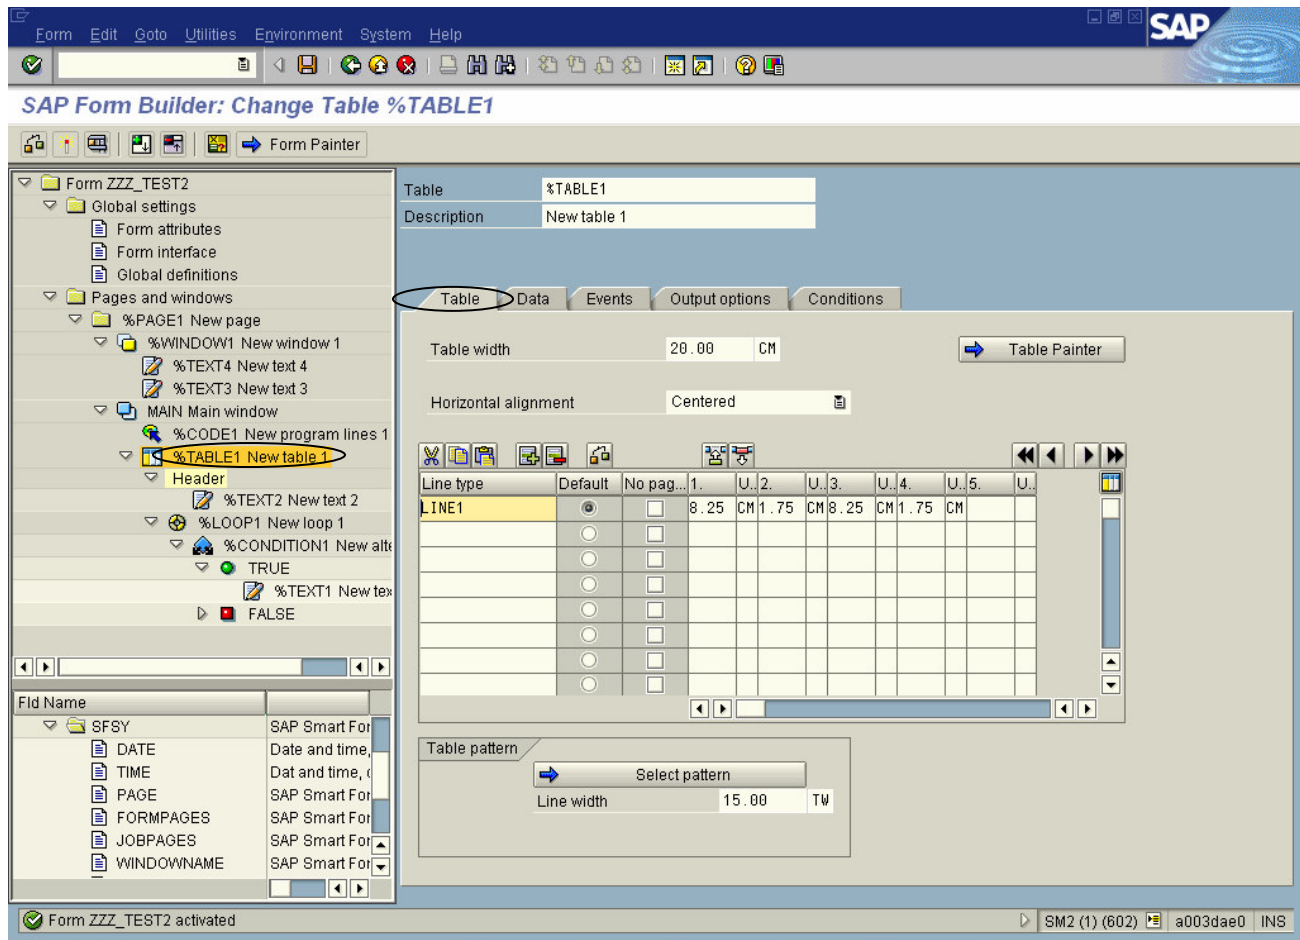 Form Edit Goto Utilities Environment System Help
SAP
SAP Form Builder: Change Table %TABLE1
Form Painter
Form ZZZ_TEST2
Global settings
Form attributes
Form interface
Global definitions
Pages and windows
%PAGE1 New page
%WINDOW1 New window 1
%TEXT4 New text 4
%TEXT3 New text 3
MAIN Main window
%CODE1 New program lines 1
%TABLE1 New table 1
Header
%TEXT2 New text 2
%LOOP1 New loop 1
%CONDITION1 New alte
TRUE
%TEXT1 New tex
FALSE
Fld Name
SFSY SAP Smart For
DATE Date and time,
TIME Dat and time, (
PAGE SAP Smart For
FORMPAGES SAP Smart For
JOBPAGES SAP Smart For
WINDOWNAME SAP Smart For
Table %TABLE1
Description New table 1
Table Data Events Output options Conditions
Table width 20.00 CM Table Painter
Horizontal alignment Centered
Line type Default No pag... 1. U.. 2. U.. 3. U.. 4. U.. 5. U..
LINE1 8.25 CM 1.75 CM 8.25 CM 1.75 CM
Table pattern
Select pattern
Line width 15.00 TW
Form ZZZ_TEST2 activated SM2 (1) (602) a003dae0 INS